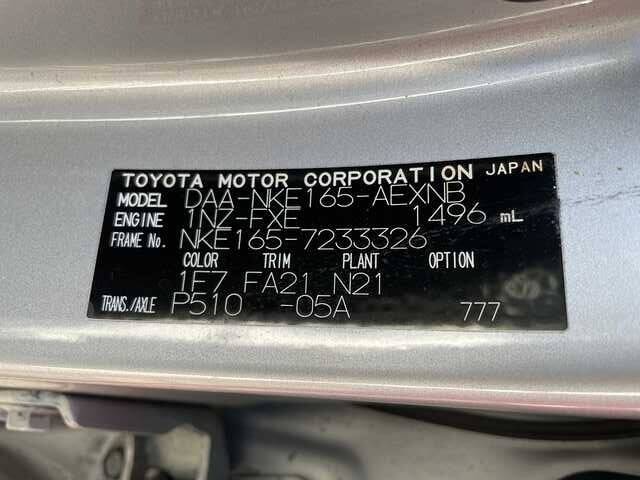 TOYOTA MOTOR CORPORATION JAPAN
MODEL DAA-NKE165-AEXNB
ENGINE 1NZ-FXE 1496 mL
FRAME No. NKE165-7233326
COLOR TRIM PLANT OPTION
1E7 FA21 N21
TRANS./AXLE P510 -05A 777